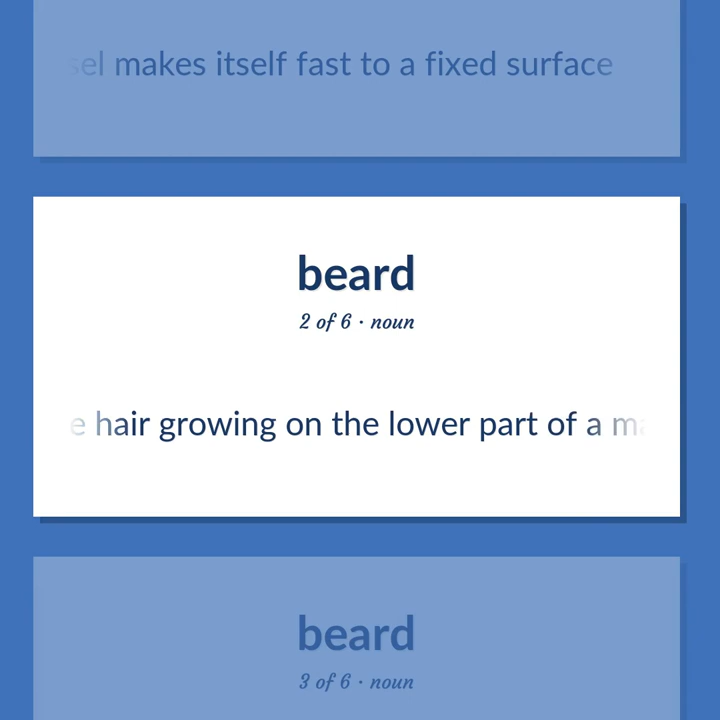 makes itself fast to a fixed surface
beard
2 of 6 · noun
hair growing on the lower part of a
beard
3 of 6 · noun